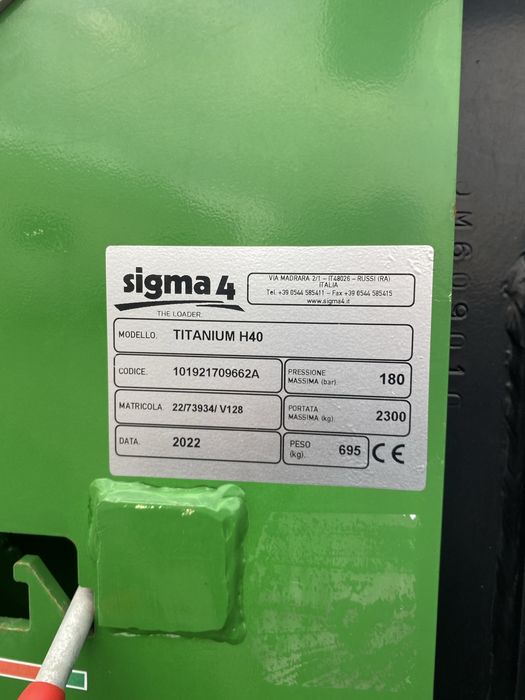 sigma 4
THE LOADER.
VIA MADRARA 2/1 – IT48026 – RUSSI (RA)
ITALIA
Tel. +39 0544 585411 – Fax +39 0544 585415
www.sigma4.it
MODELLO. TITANIUM H40
CODICE. 101921709662A
PRESSIONE
MASSIMA (bar) 180
MATRICOLA. 22/73934/ V128
PORTATA
MASSIMA (kg) 2300
DATA. 2022
PESO
(kg). 695
CE